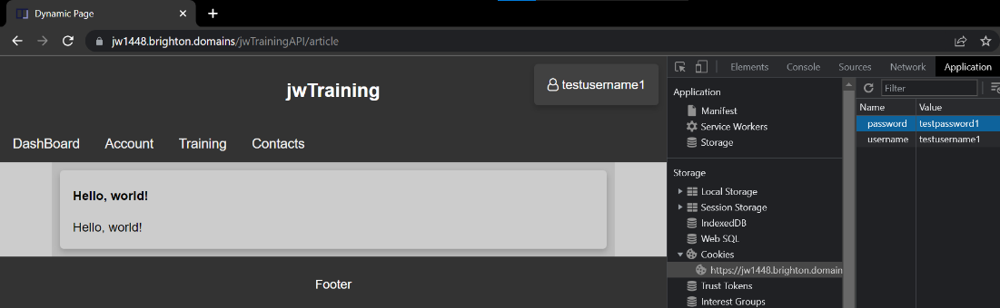 Dynamic Page
jw1448.brighton.domains/jwTrainingAPI/article
jwTraining
testusername1
DashBoard Account Training Contacts
Hello, world!
Hello, world!
Footer
Elements Console Sources Network Application
Application
Manifest
Service Workers
Storage
Storage
Local Storage
Session Storage
IndexedDB
Web SQL
Cookies
https://jw1448.brighton.domain
Trust Tokens
Interest Groups
Filter
Name Value
password testpassword1
username testusername1